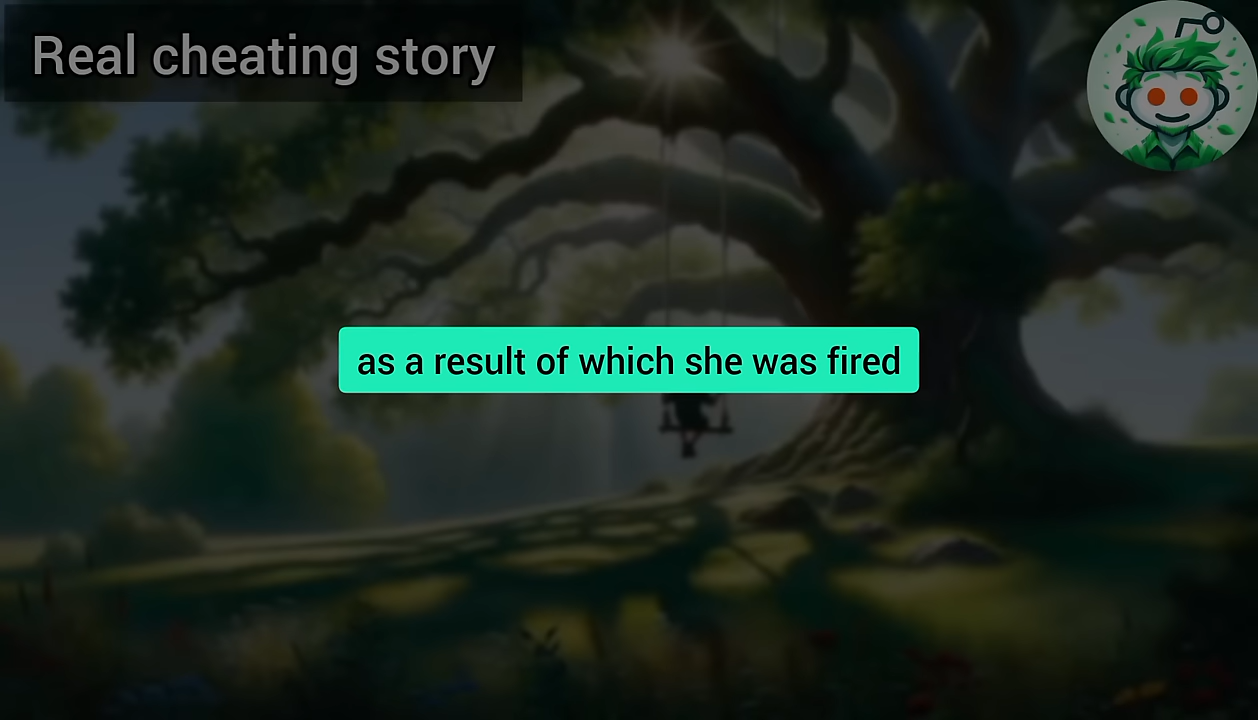 Real cheating story
as a result of which she was fired